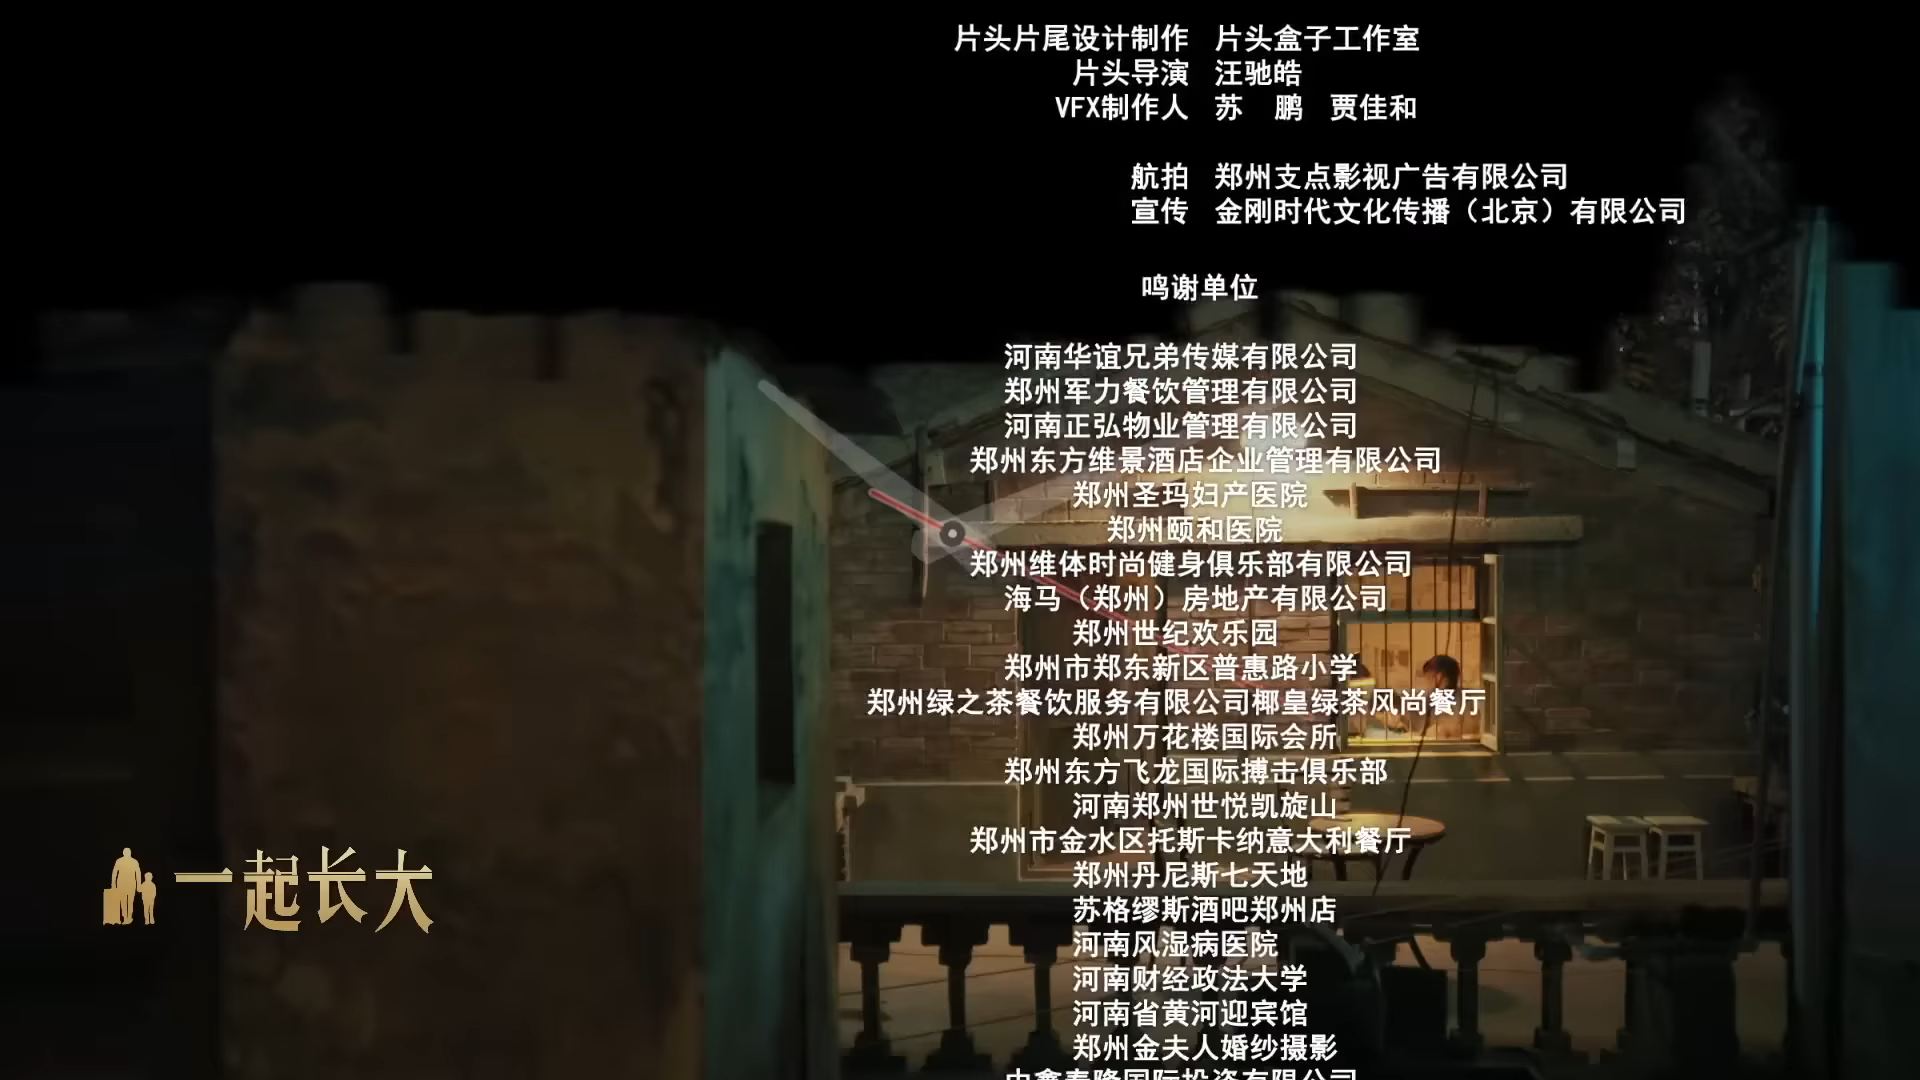 片头片尾设计制作 片头盒子工作室
片头导演 汪驰皓
VFX制作人 苏 鹏 贾佳和
航拍 郑州支点影视广告有限公司
宣传 金刚时代文化传播（北京）有限公司
鸣谢单位
河南华谊兄弟传媒有限公司
郑州军力餐饮管理有限公司
河南正弘物业管理有限公司
郑州东方维景酒店企业管理有限公司
郑州圣玛妇产医院
郑州颐和医院
郑州维体时尚健身俱乐部有限公司
海马（郑州）房地产有限公司
郑州世纪欢乐园
郑州市郑东新区普惠路小学
郑州绿之茶餐饮服务有限公司椰皇绿茶风尚餐厅
郑州万花楼国际会所
郑州东方飞龙国际搏击俱乐部
河南郑州世悦凯旋山
郑州市金水区托斯卡纳意大利餐厅
郑州丹尼斯七天地
苏格缪斯酒吧郑州店
河南风湿病医院
河南财经政法大学
河南省黄河迎宾馆
郑州金夫人婚纱摄影
中鑫泰隆国际投资有限公司
一起长大